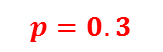 p = 0.3